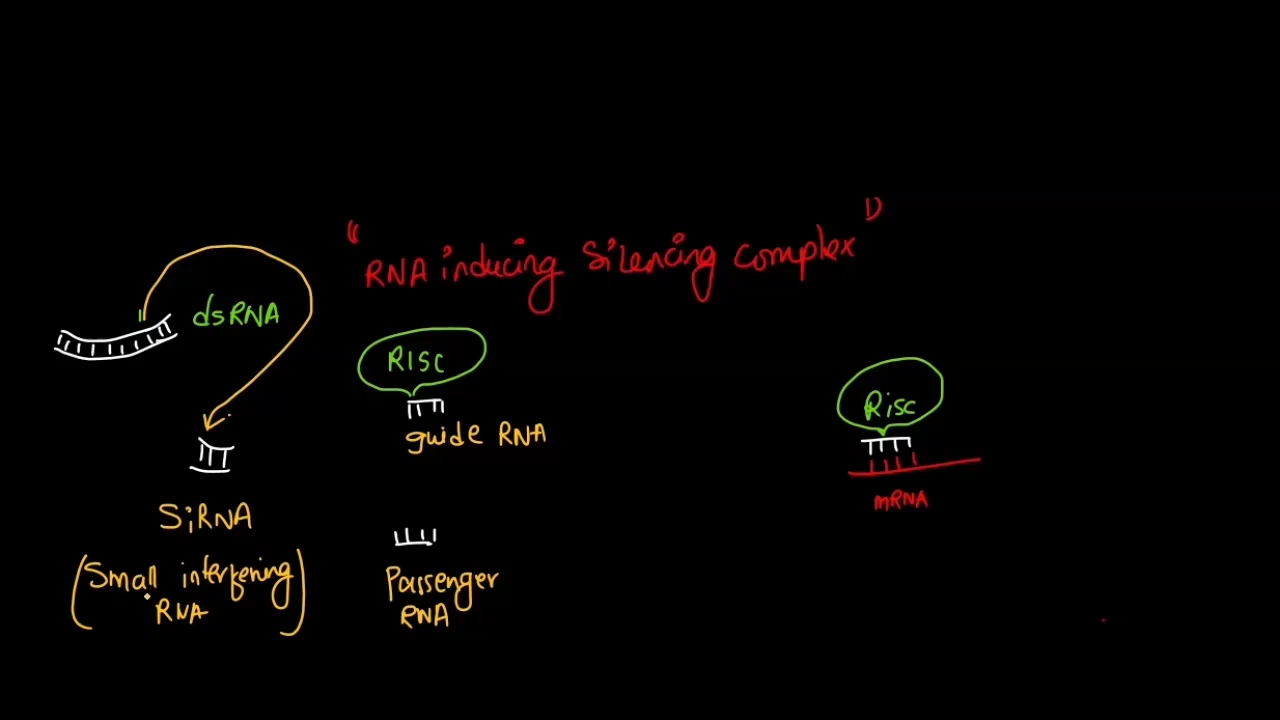 "RNA inducing Silencing complex"
dsRNA
RISC
Risc
guide RNA
mRNA
SiRNA
(Small interfering
RNA)
Passenger
RNA